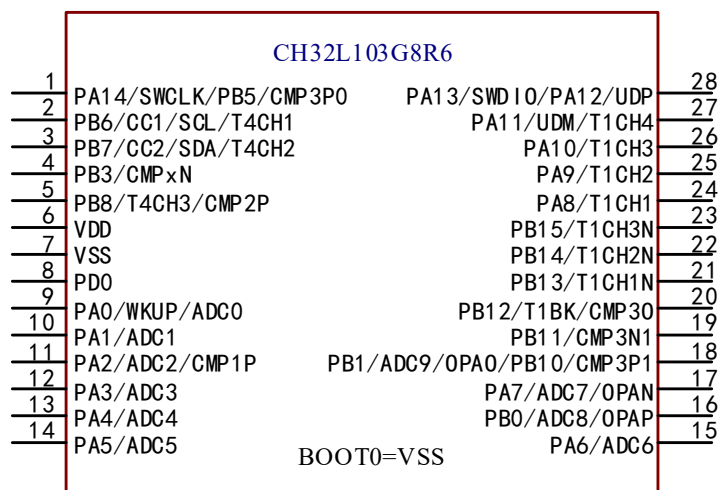 CH32L103G8R6
1 PA14/SWCLK/PB5/CMP3P0 PA13/SWDIO/PA12/UDP 28
2 PB6/CC1/SCL/T4CH1 PA11/UDM/T1CH4 27
3 PB7/CC2/SDA/T4CH2 PA10/T1CH3 26
4 PB3/CMPxN PA9/T1CH2 25
5 PB8/T4CH3/CMP2P PA8/T1CH1 24
6 VDD PB15/T1CH3N 23
7 VSS PB14/T1CH2N 22
8 PD0 PB13/T1CH1N 21
9 PA0/WKUP/ADC0 PB12/T1BK/CMP3O 20
10 PA1/ADC1 PB11/CMP3N1 19
11 PA2/ADC2/CMP1P PB1/ADC9/OPAO/PB10/CMP3P1 18
12 PA3/ADC3 PA7/ADC7/OPAN 17
13 PA4/ADC4 PB0/ADC8/OPAP 16
14 PA5/ADC5 PA6/ADC6 15
BOOT0=VSS